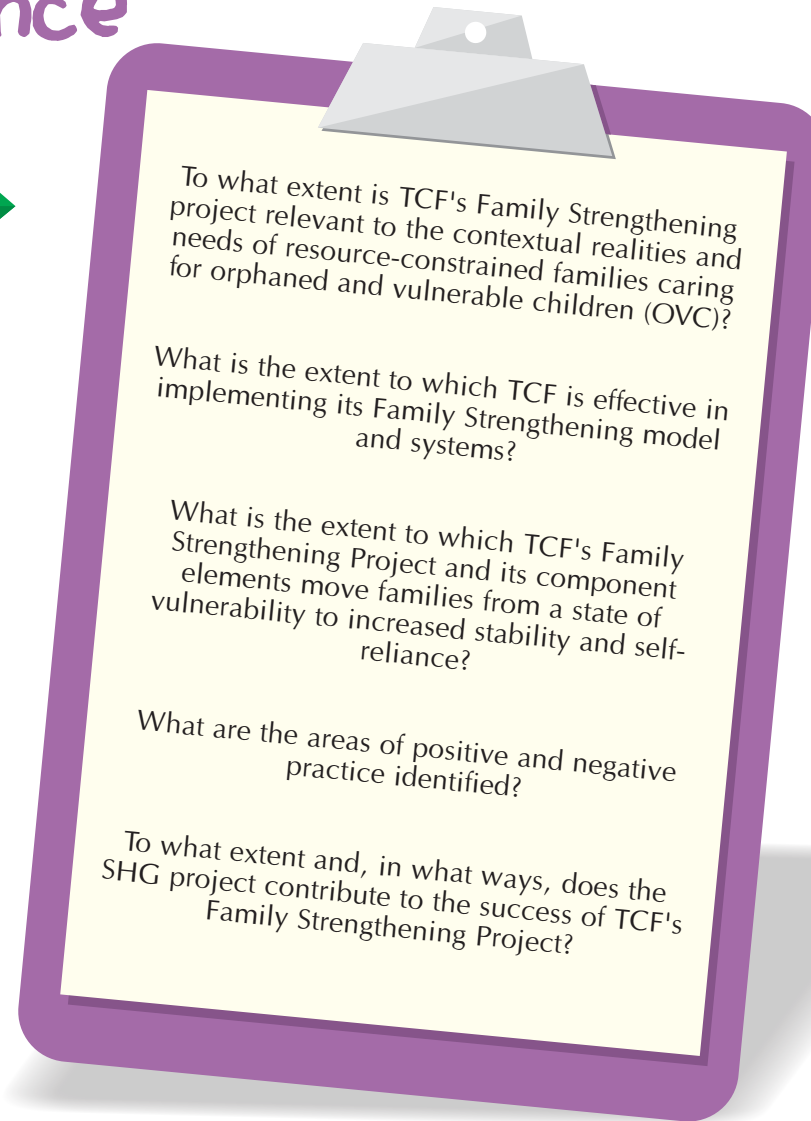 nce
To what extent is TCF's Family Strengthening
project relevant to the contextual realities and
needs of resource-constrained families caring
for orphaned and vulnerable children (OVC)?
What is the extent to which TCF is effective in
implementing its Family Strengthening model
and systems?
What is the extent to which TCF's Family
Strengthening Project and its component
elements move families from a state of
vulnerability to increased stability and self-
reliance?
What are the areas of positive and negative
practice identified?
To what extent and, in what ways, does the
SHG project contribute to the success of TCF's
Family Strengthening Project?